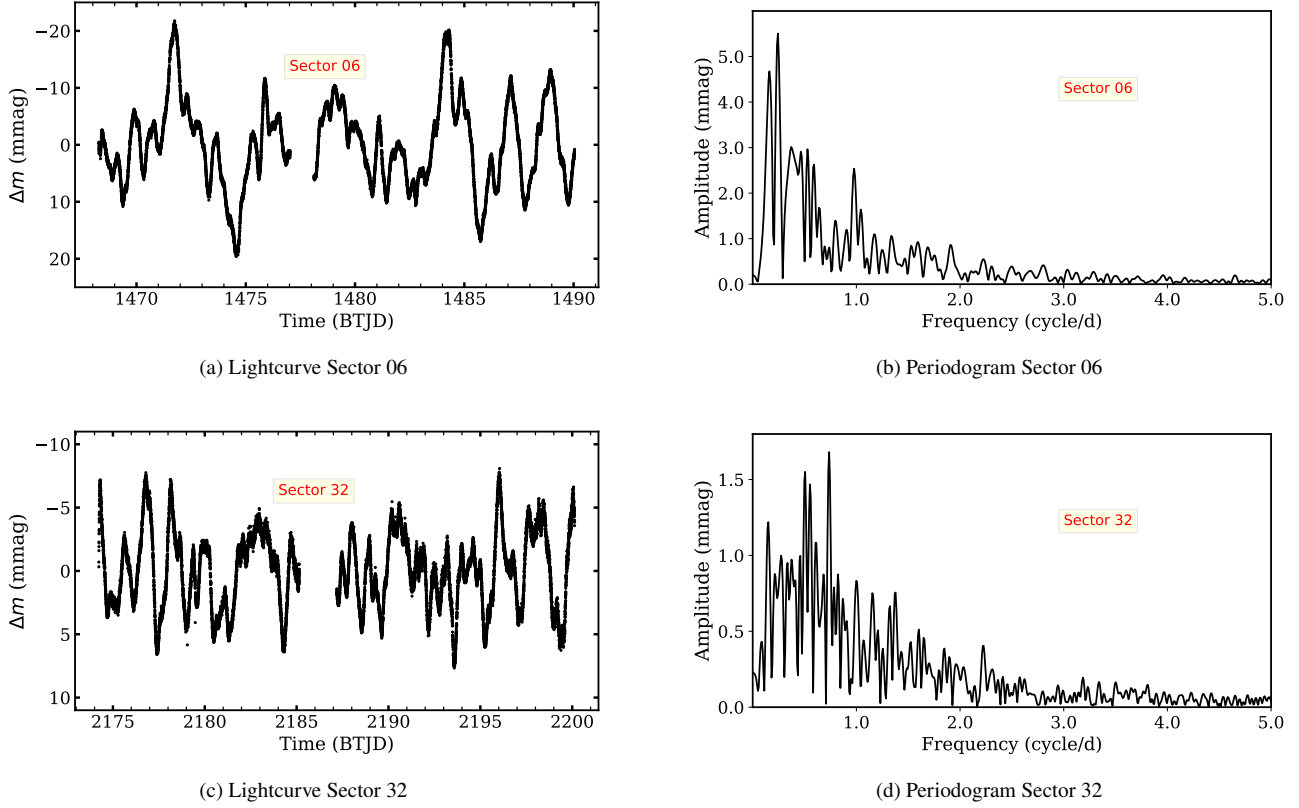 −20
−10
0
10
20
Δm (mmag)
Sector 06
1470
1475
1480
1485
1490
Time (BTJD)
(a) Lightcurve Sector 06
5.0
4.0
3.0
2.0
1.0
0.0
Amplitude (mmag)
Sector 06
1.0
2.0
3.0
4.0
5.0
Frequency (cycle/d)
(b) Periodogram Sector 06
−10
−5
0
5
10
Δm (mmag)
Sector 32
2175
2180
2185
2190
2195
2200
Time (BTJD)
(c) Lightcurve Sector 32
1.5
1.0
0.5
0.0
Amplitude (mmag)
Sector 32
1.0
2.0
3.0
4.0
5.0
Frequency (cycle/d)
(d) Periodogram Sector 32